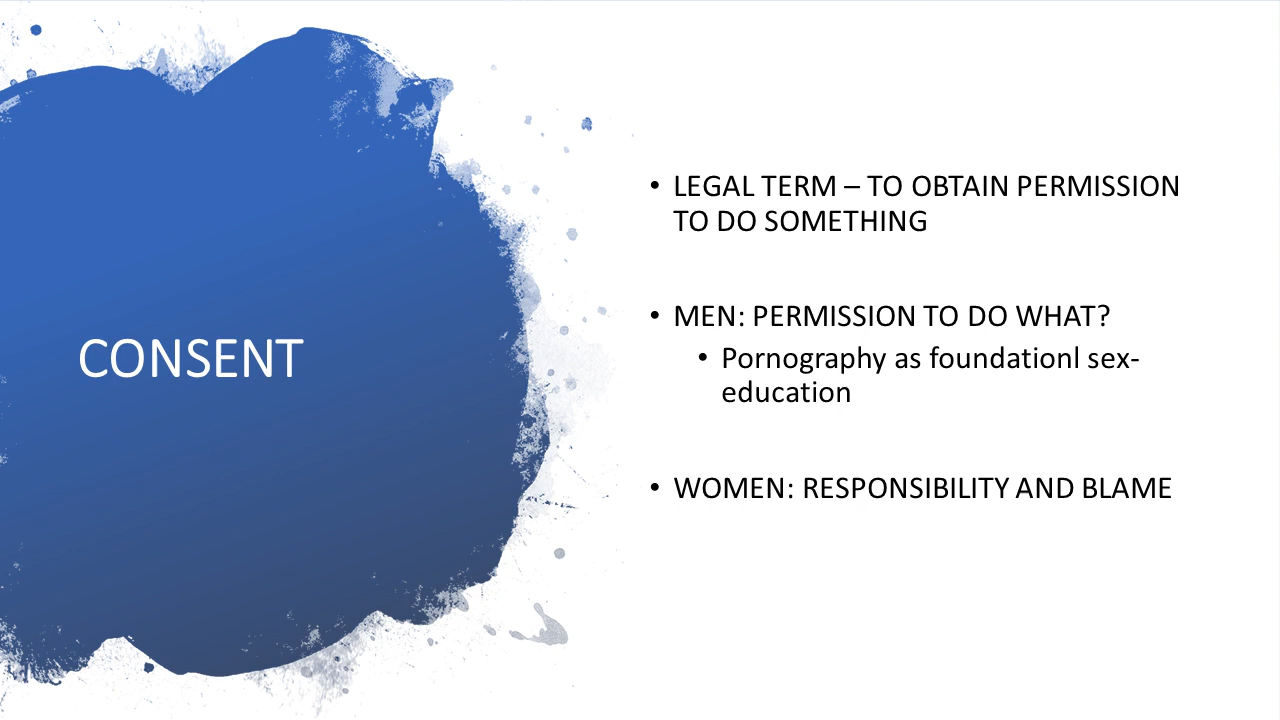 CONSENT
• LEGAL TERM – TO OBTAIN PERMISSION
TO DO SOMETHING
• MEN: PERMISSION TO DO WHAT?
• Pornography as foundationl sex-
education
• WOMEN: RESPONSIBILITY AND BLAME